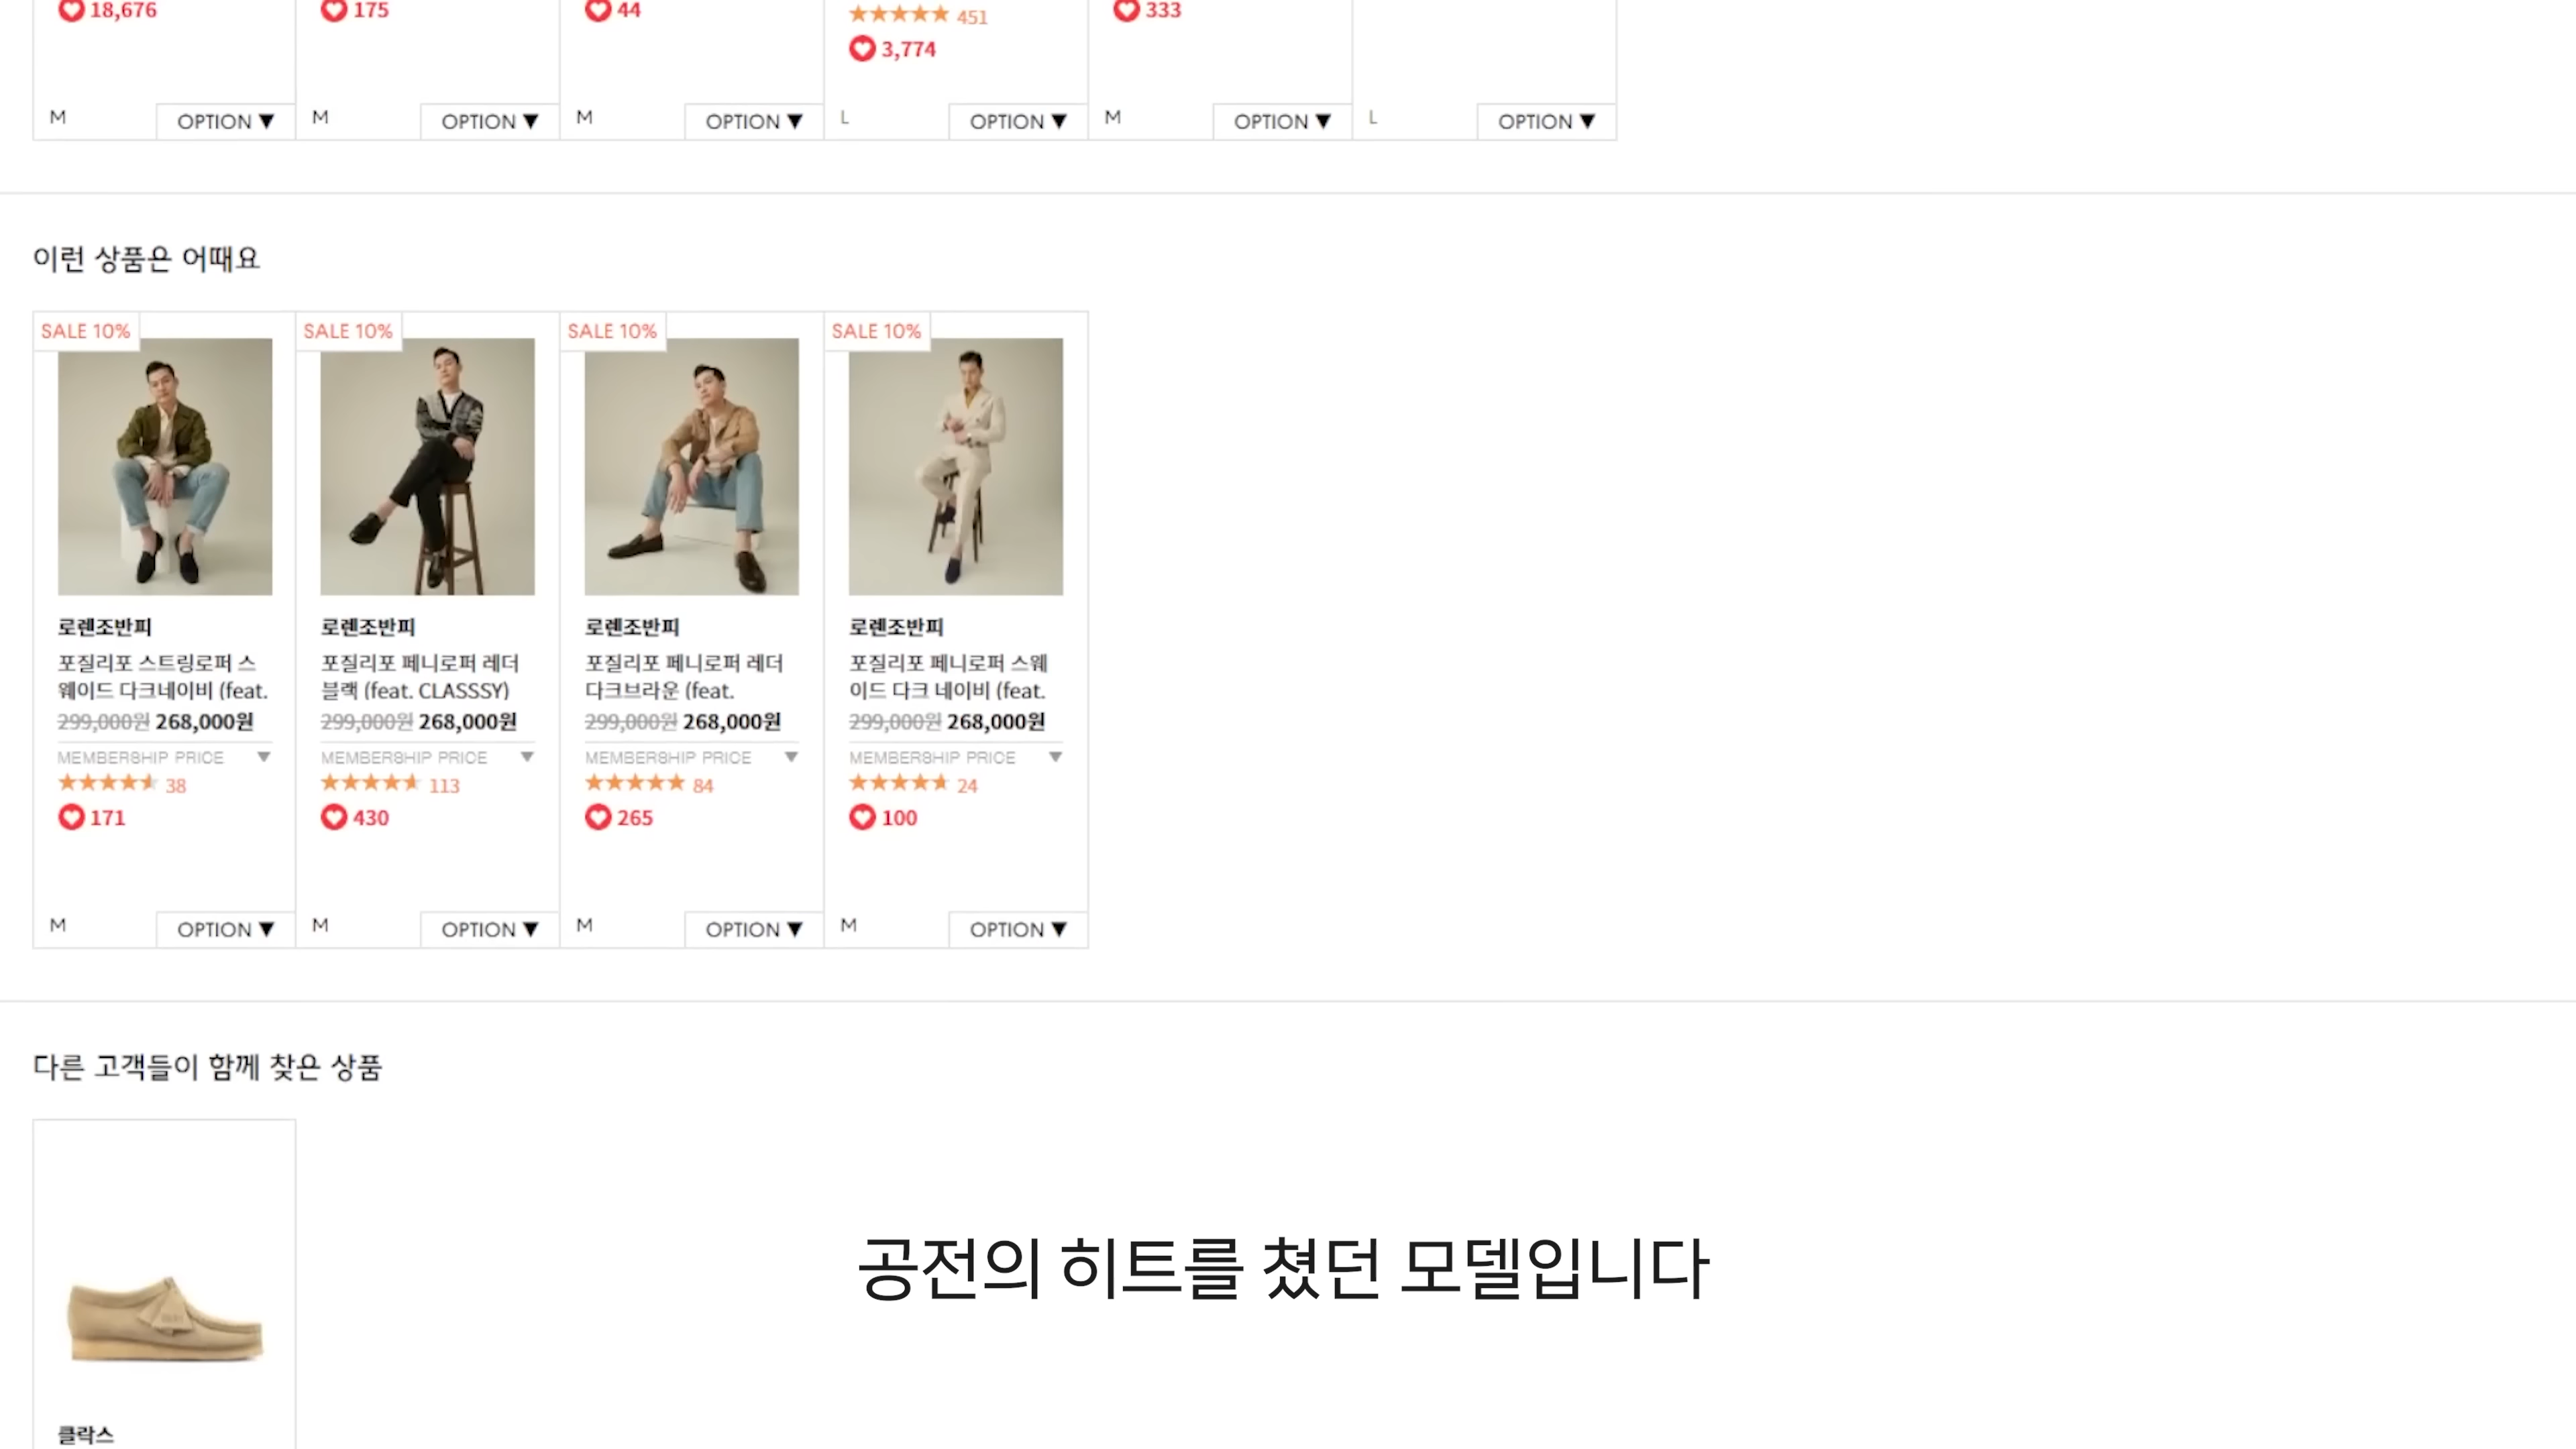 18,676
175
44
451
333
3,774
M OPTION ▼ M OPTION ▼ M OPTION ▼ L OPTION ▼ M OPTION ▼ L OPTION ▼
이런 상품은 어때요
SALE 10% SALE 10% SALE 10% SALE 10%
로렌조반피
포질리포 스트링로퍼 스
웨이드 다크네이비 (feat.
299,000원 268,000원
MEMBERSHIP PRICE ▼
38
171
M OPTION ▼
로렌조반피
포질리포 페니로퍼 레더
블랙 (feat. CLASSSY)
299,000원 268,000원
MEMBERSHIP PRICE ▼
113
430
M OPTION ▼
로렌조반피
포질리포 페니로퍼 레더
다크브라운 (feat.
299,000원 268,000원
MEMBERSHIP PRICE ▼
84
265
M OPTION ▼
로렌조반피
포질리포 페니로퍼 스웨
이드 다크 네이비 (feat.
299,000원 268,000원
MEMBERSHIP PRICE ▼
24
100
M OPTION ▼
다른 고객들이 함께 찾은 상품
클락스
공전의 히트를 쳤던 모델입니다